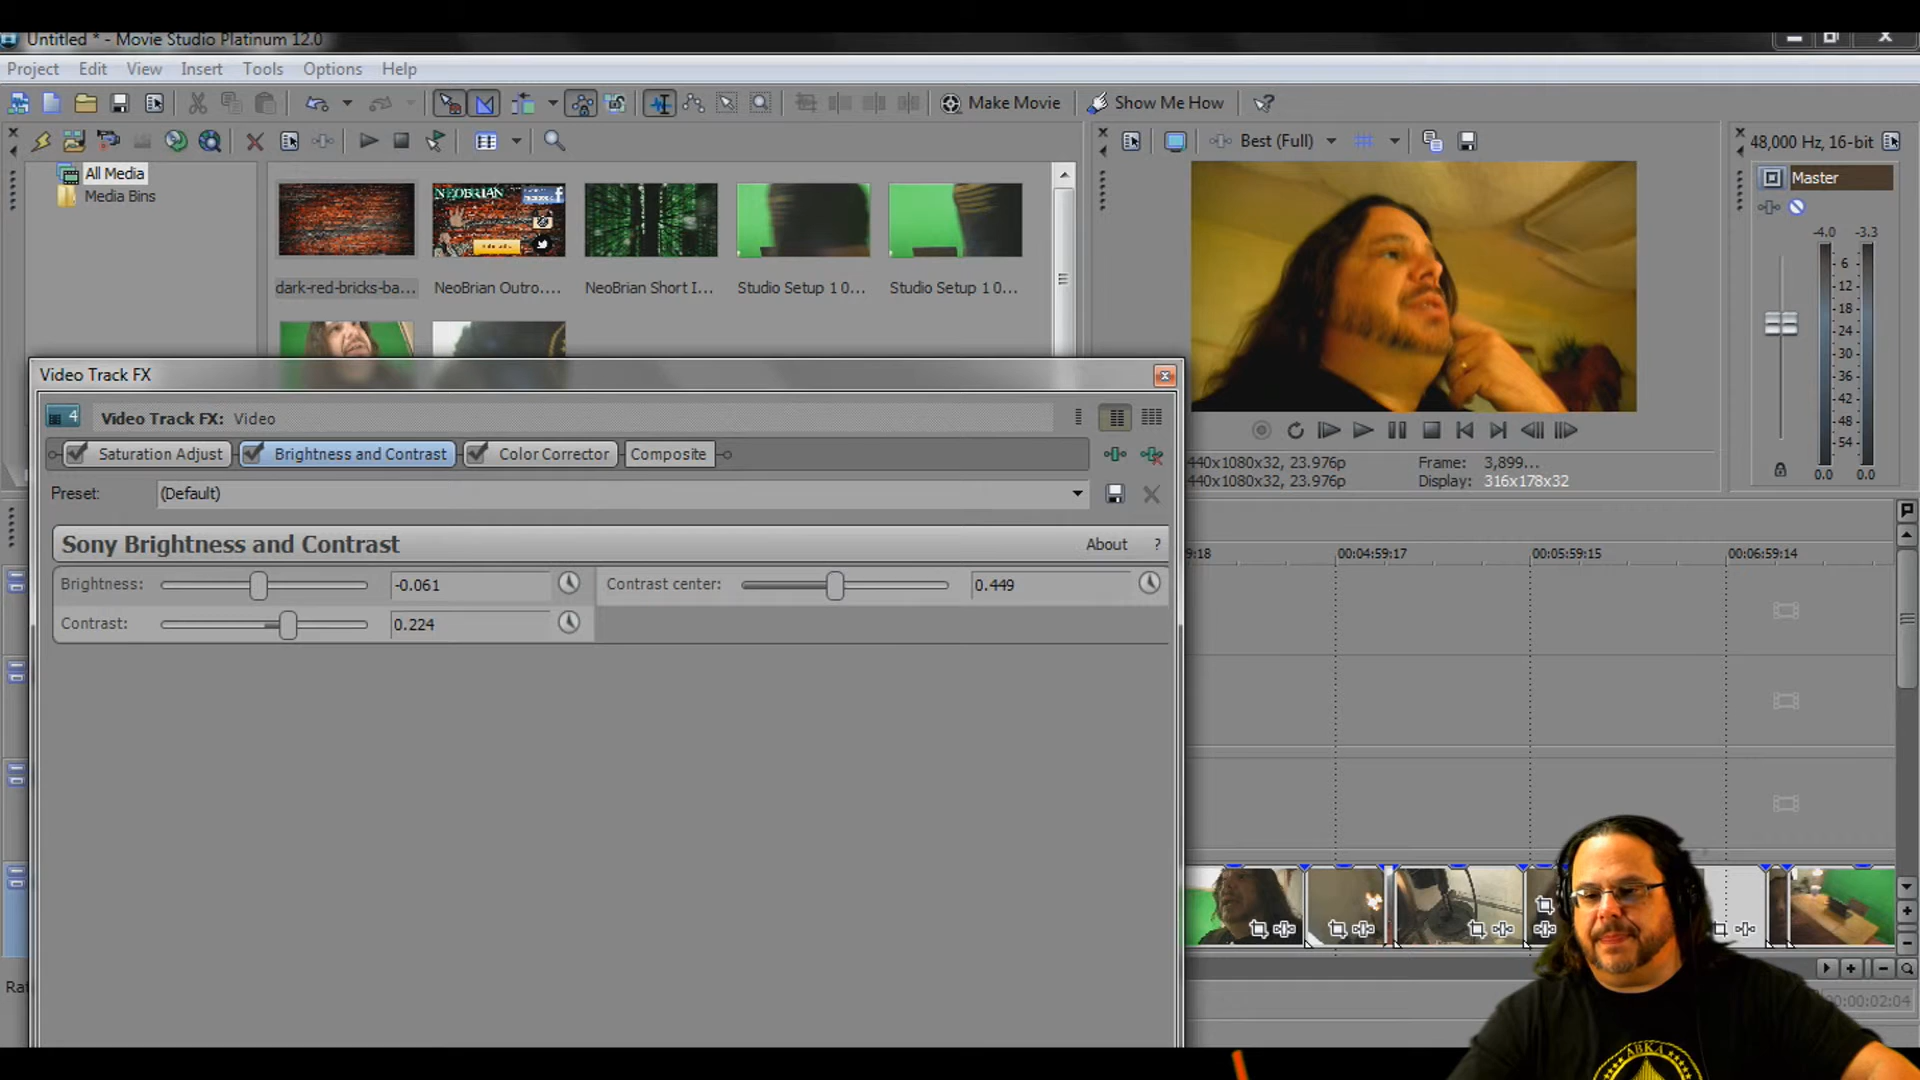 Untitled * - Movie Studio Platinum 12.0
Project Edit View Insert Tools Options Help
Make Movie Show Me How
All Media
Media Bins
dark-red-bricks-ba... NeoBrian Outro.... NeoBrian Short I... Studio Setup 1 0... Studio Setup 1 0...
NEOBRIAN
Best (Full)
48,000 Hz, 16-bit
Master
-4.0 -3.3
6
12
18
24
30
36
42
48
54
0.0 0.0
440x1080x32, 23.976p Frame: 3,899...
440x1080x32, 23.976p Display: 316x178x32
Video Track FX
4 Video Track FX: Video
Saturation Adjust Brightness and Contrast Color Corrector Composite
Preset: (Default)
Sony Brightness and Contrast About ?
Brightness: -0.061 Contrast center: 0.449
Contrast: 0.224
9:18 00:04:59:17 00:05:59:15 00:06:59:14
Rat
00:00:02:04
ABKA